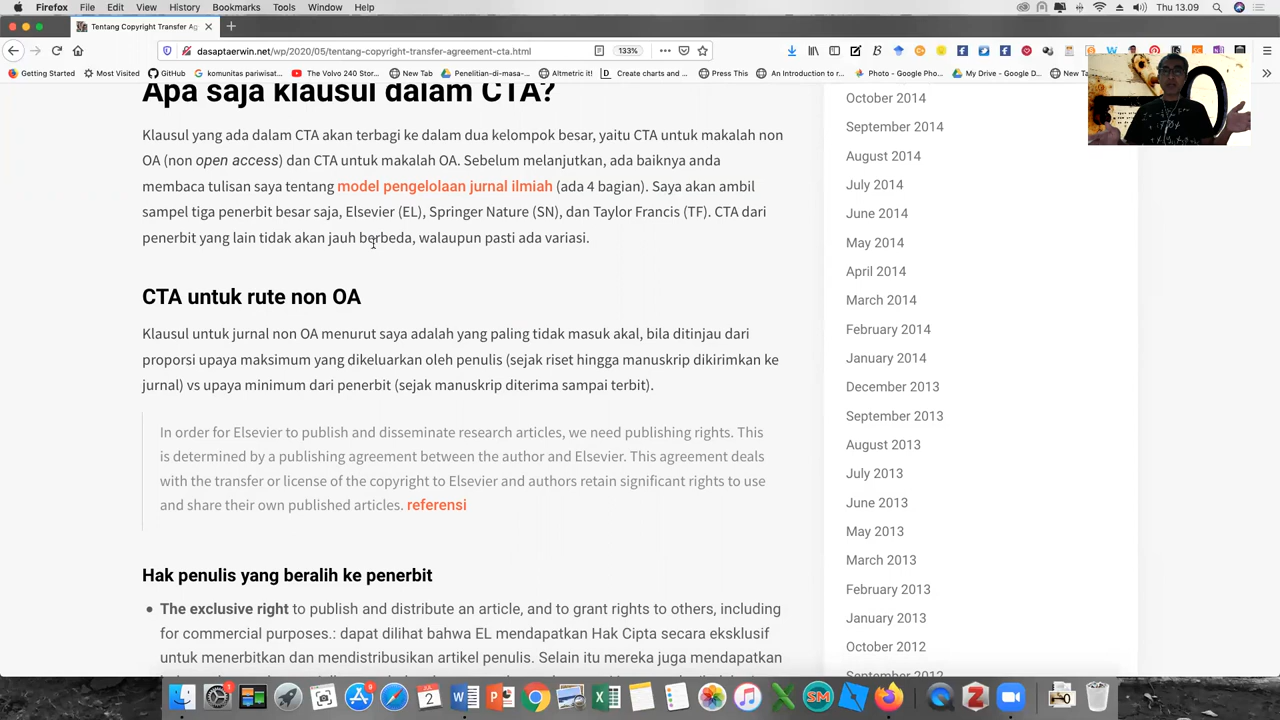 Firefox File Edit View History Bookmarks Tools Window Help Thu 13.09
Tentang Copyright Transfer Ag
dasaptaerwin.net/wp/2020/05/tentang-copyright-transfer-agreement-cta.html 133%
Getting Started Most Visited GitHub komunitas pariwisat... The Volvo 240 Stor... New Tab Penelitian-di-masa-... Altmetric it! Create charts and ... Press This An Introduction to r... Photo - Google Pho... My Drive - Google D... New Tab
Apa saja klausul dalam CTA?
Klausul yang ada dalam CTA akan terbagi ke dalam dua kelompok besar, yaitu CTA untuk makalah non
OA (non open access) dan CTA untuk makalah OA. Sebelum melanjutkan, ada baiknya anda
membaca tulisan saya tentang model pengelolaan jurnal ilmiah (ada 4 bagian). Saya akan ambil
sampel tiga penerbit besar saja, Elsevier (EL), Springer Nature (SN), dan Taylor Francis (TF). CTA dari
penerbit yang lain tidak akan jauh berbeda, walaupun pasti ada variasi.
CTA untuk rute non OA
Klausul untuk jurnal non OA menurut saya adalah yang paling tidak masuk akal, bila ditinjau dari
proporsi upaya maksimum yang dikeluarkan oleh penulis (sejak riset hingga manuskrip dikirimkan ke
jurnal) vs upaya minimum dari penerbit (sejak manuskrip diterima sampai terbit).
In order for Elsevier to publish and disseminate research articles, we need publishing rights. This
is determined by a publishing agreement between the author and Elsevier. This agreement deals
with the transfer or license of the copyright to Elsevier and authors retain significant rights to use
and share their own published articles. referensi
Hak penulis yang beralih ke penerbit
• The exclusive right to publish and distribute an article, and to grant rights to others, including
for commercial purposes.: dapat dilihat bahwa EL mendapatkan Hak Cipta secara eksklusif
untuk menerbitkan dan mendistribusikan artikel penulis. Selain itu mereka juga mendapatkan
October 2014
September 2014
August 2014
July 2014
June 2014
May 2014
April 2014
March 2014
February 2014
January 2014
December 2013
September 2013
August 2013
July 2013
June 2013
May 2013
March 2013
February 2013
January 2013
October 2012
September 2012